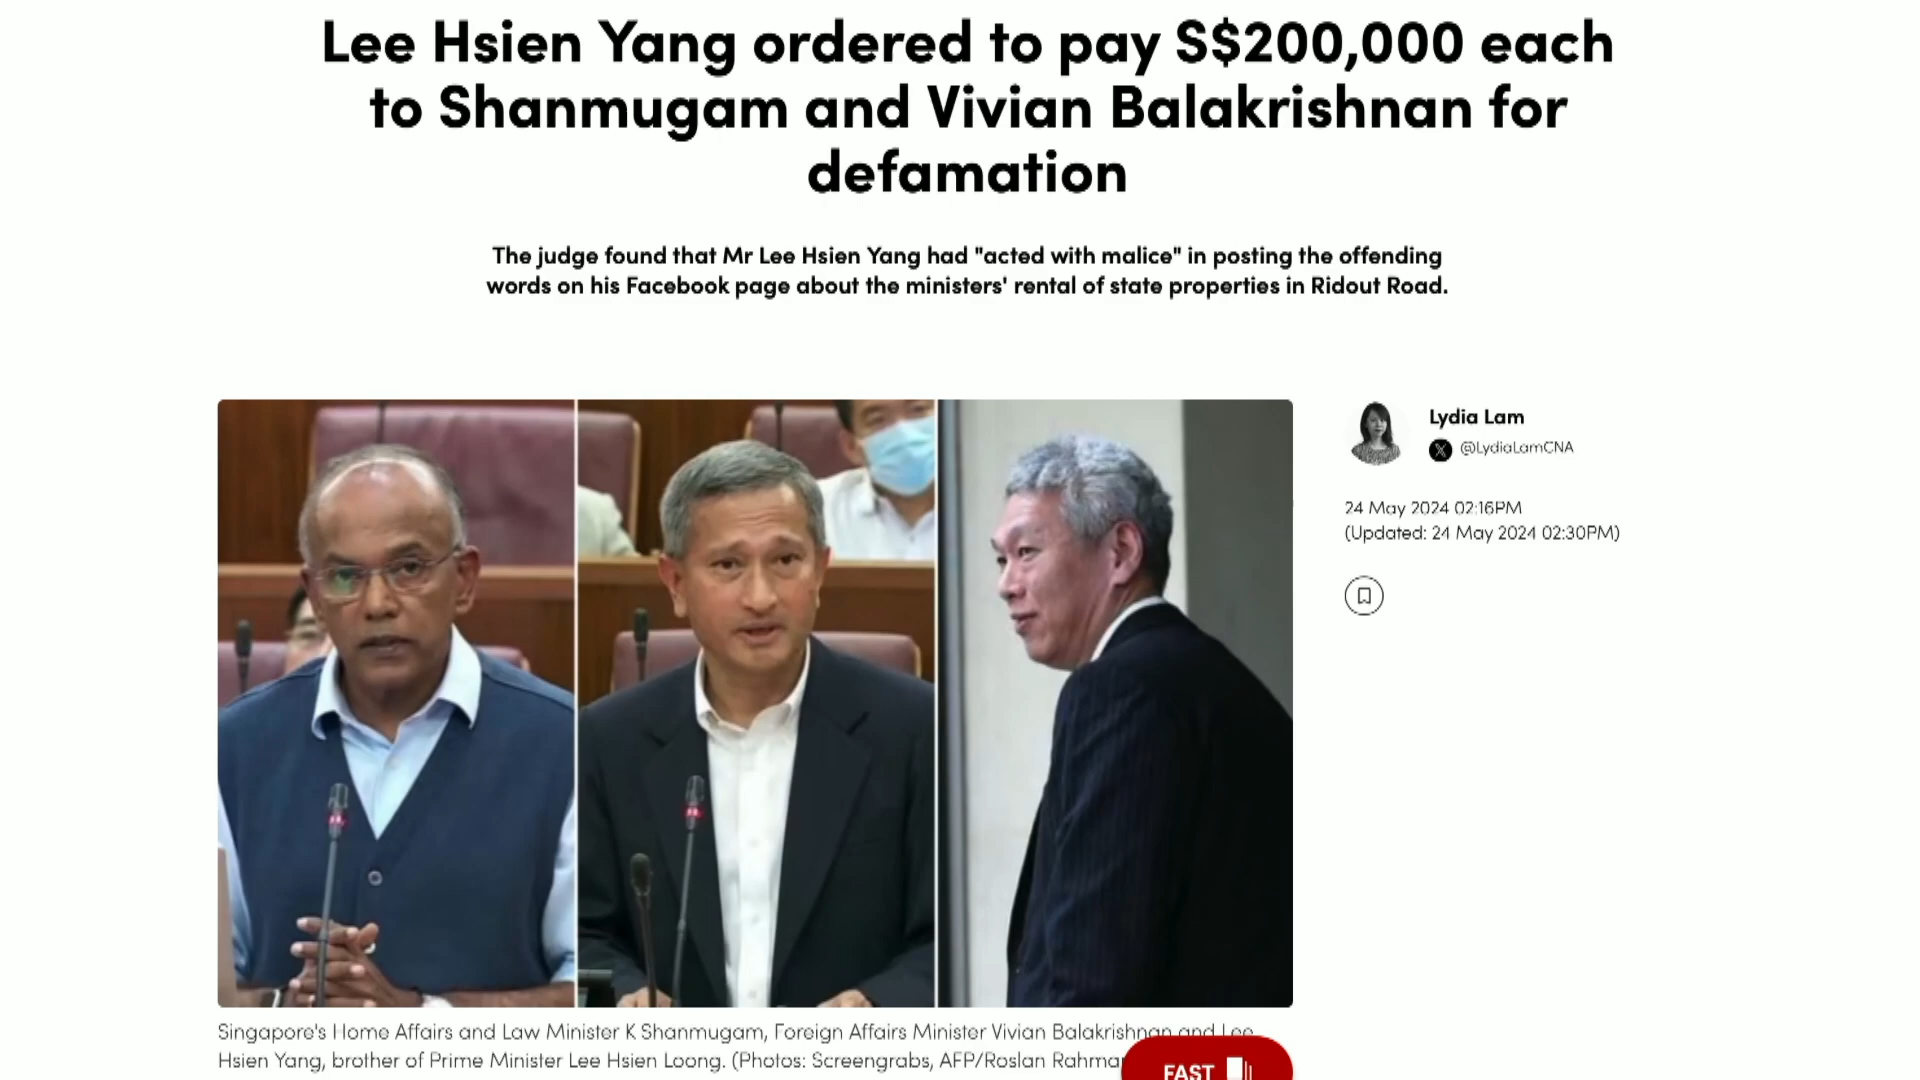 Lee Hsien Yang ordered to pay S$200,000 each
to Shanmugam and Vivian Balakrishnan for
defamation
The judge found that Mr Lee Hsien Yang had "acted with malice" in posting the offending
words on his Facebook page about the ministers' rental of state properties in Ridout Road.
Lydia Lam
@LydiaLamCNA
24 May 2024 02:16PM
(Updated: 24 May 2024 02:30PM)
Singapore's Home Affairs and Law Minister K Shanmugam, Foreign Affairs Minister Vivian Balakrishnan and Lee
Hsien Yang, brother of Prime Minister Lee Hsien Loong. (Photos: Screengrabs, AFP/Roslan
FAST